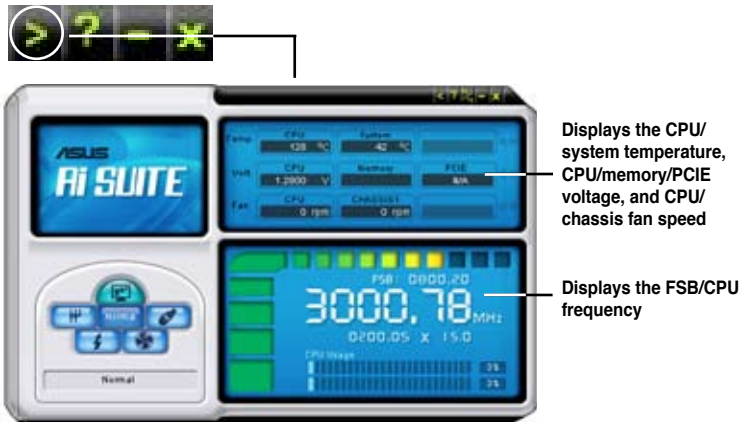 > ? - x
< ? - x
ASUS
Ai SUITE
Temp CPU System
128 °C 42 °C
Volt CPU Memory PCIE
1.2800 V N/A
Fan CPU CHASSIS1
0 rpm 0 rpm
FSB: 0800.20
3000.78 MHz
0200.05 x 15.0
CPU Usage
3%
3%
Normal
Normal
Displays the CPU/
system temperature,
CPU/memory/PCIE
voltage, and CPU/
chassis fan speed
Displays the FSB/CPU
frequency